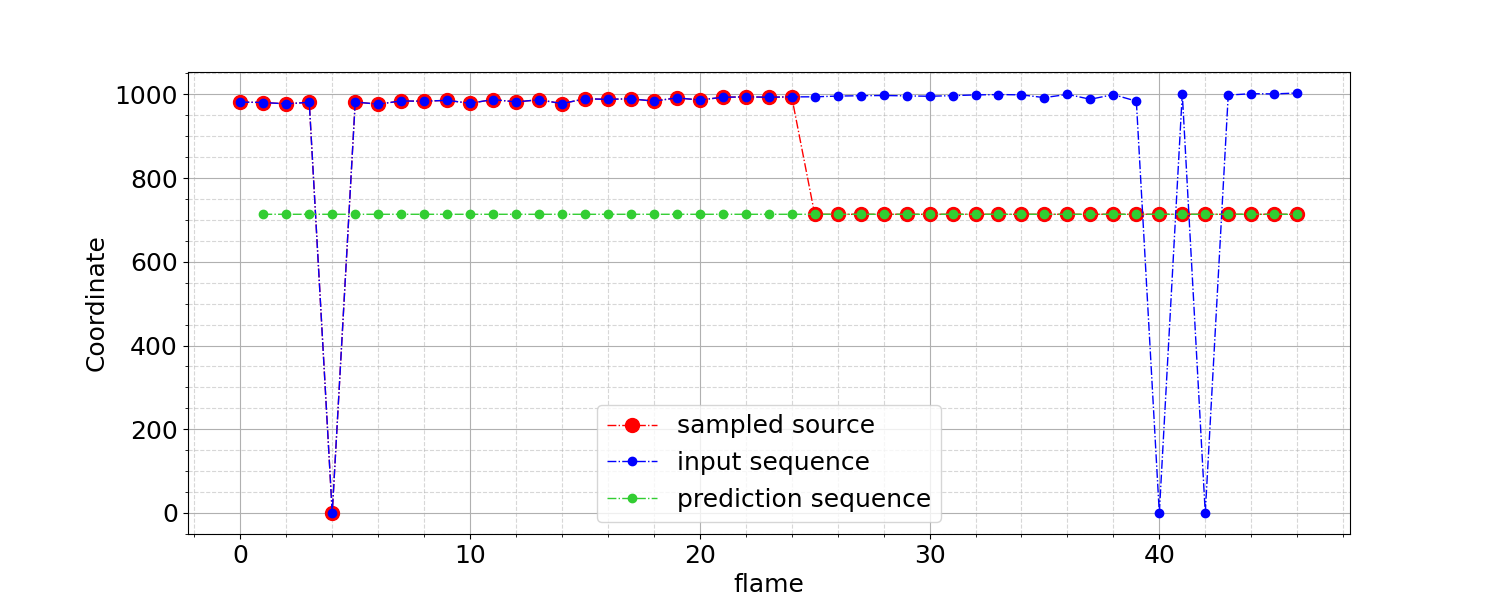 1000
800
600
400
200
0
Coordinate
sampled source
input sequence
prediction sequence
0 10 20 30 40
flame